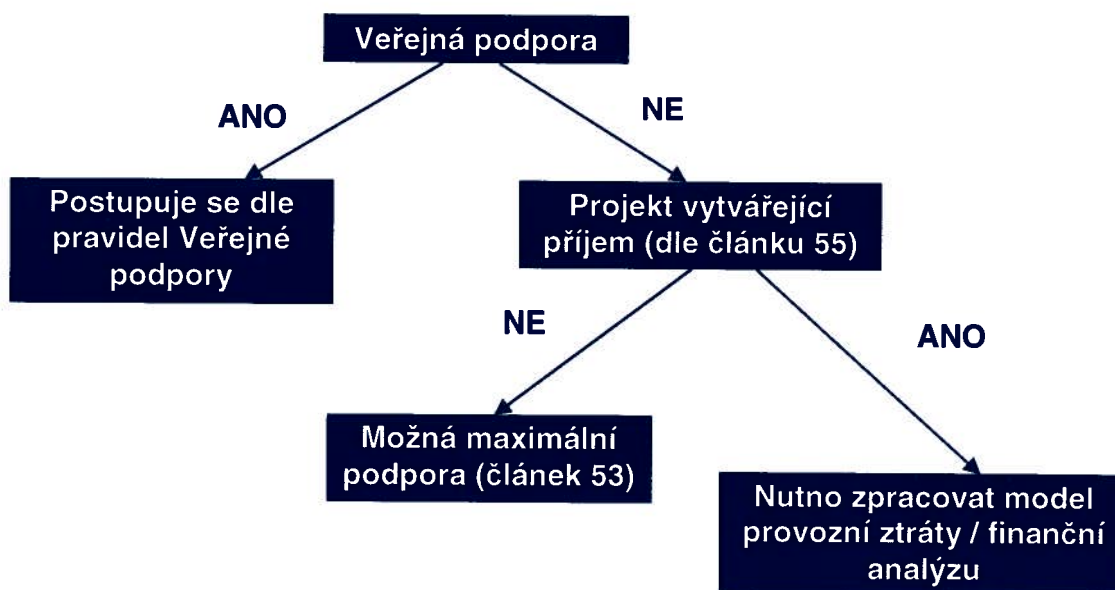 Veřejná podpora
ANO
NE
Postupuje se dle
pravidel Veřejné
podpory
Projekt vytvářející
příjem (dle článku 55)
NE
ANO
Možná maximální
podpora (článek 53)
Nutno zpracovat model
provozní ztráty / finanční
analýzu